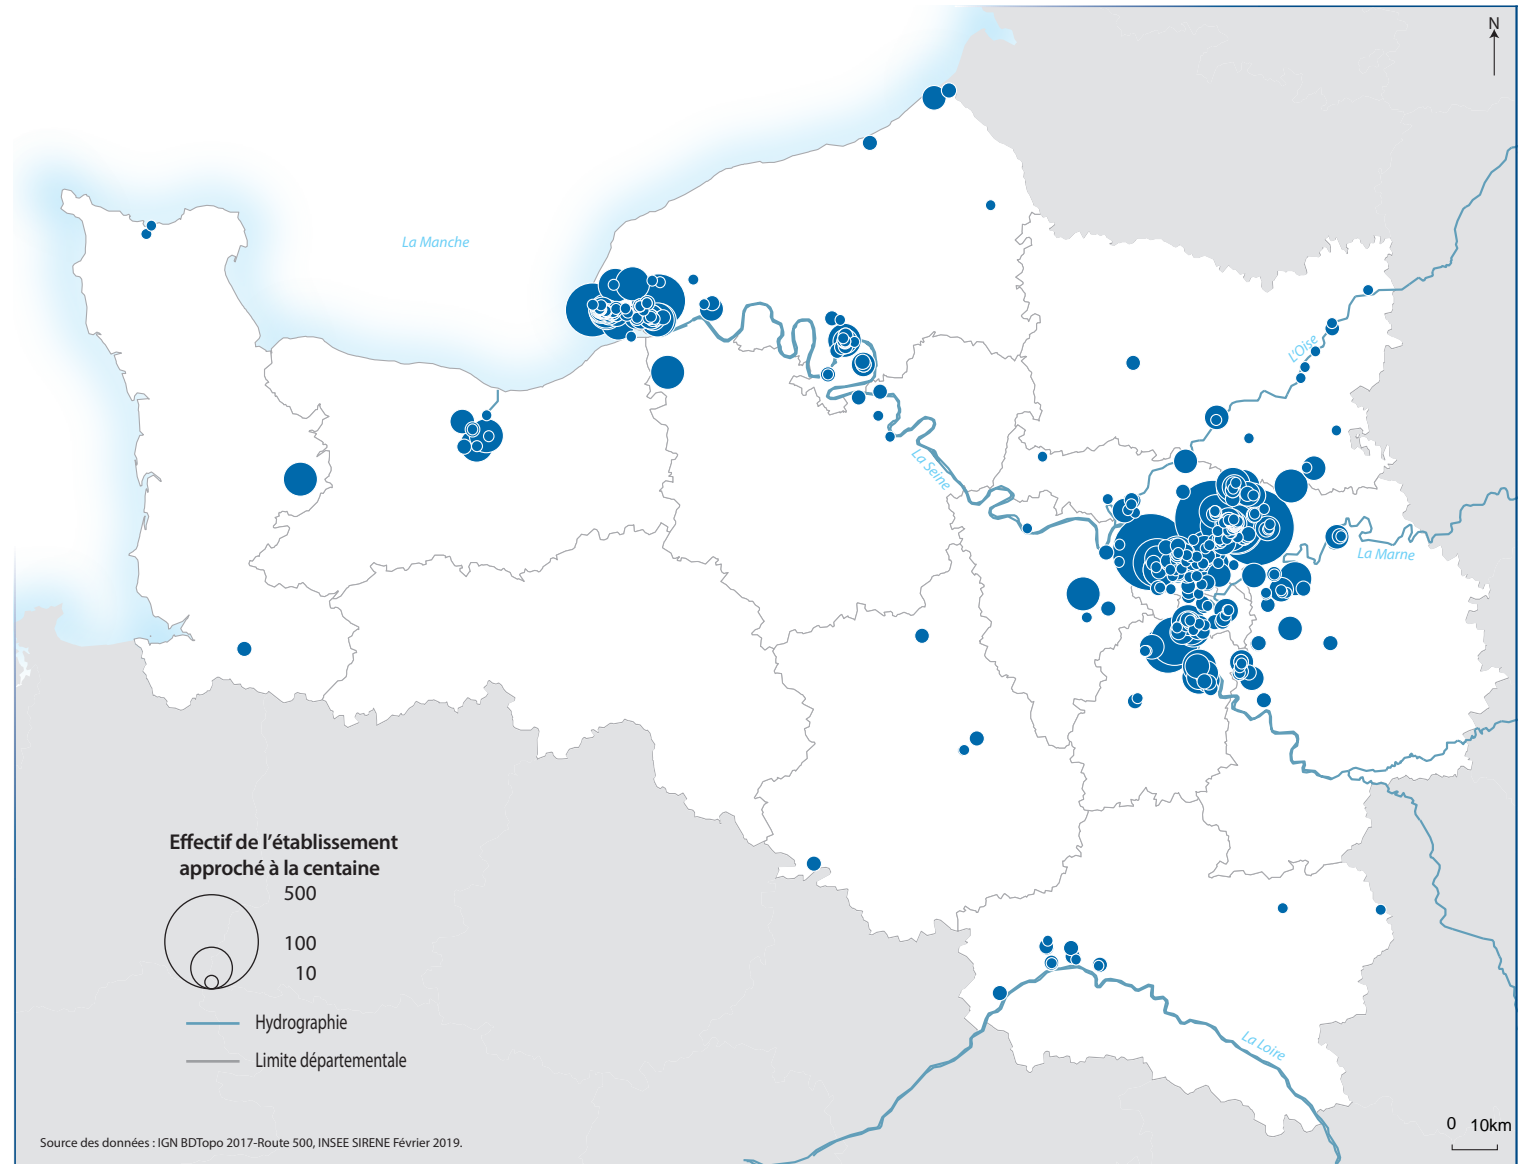 N
La Manche
L'Oise
La Seine
La Marne
Effectif de l'établissement
approché à la centaine
500
100
10
Hydrographie
Limite départementale
La Loire
0 10km
Source des données : IGN BDTopo 2017-Route 500, INSEE SIRENE Février 2019.